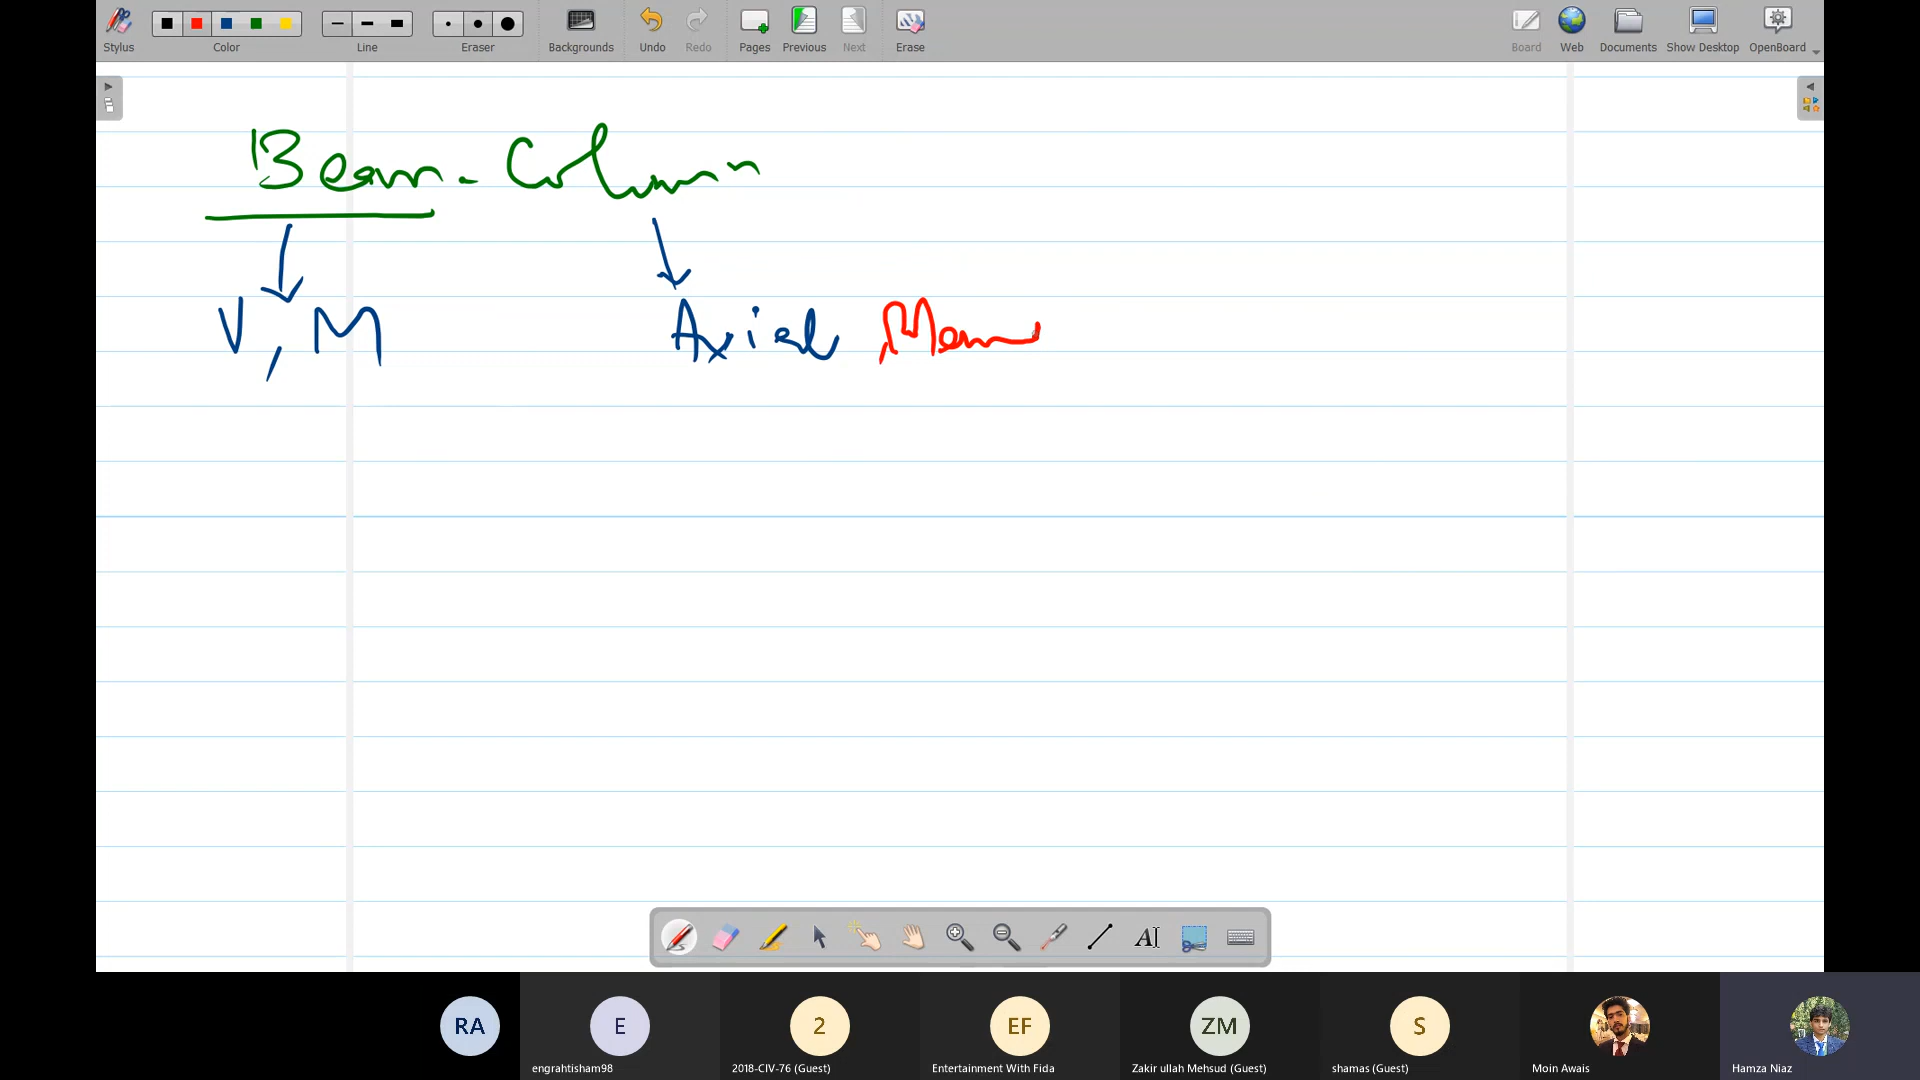 Stylus Color Line Eraser Backgrounds Undo Redo Pages Previous Next Erase Board Web Documents Show Desktop OpenBoard
Beam-Column
V, M Axial, Mom
AI
RA E 2 EF ZM S
engrahtisham98 2018-CIV-76 (Guest) Entertainment With Fida Zakir ullah Mehsud (Guest) shamas (Guest) Moin Awais Hamza Niaz